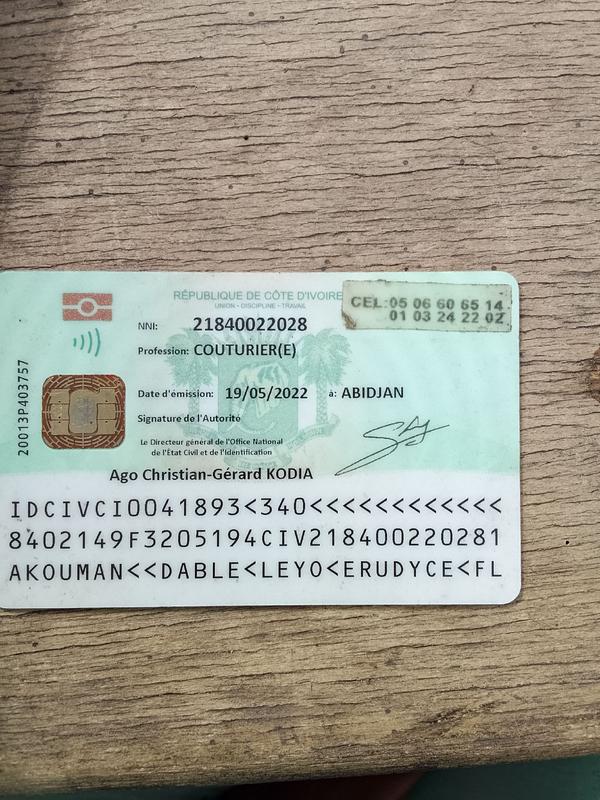 RÉPUBLIQUE DE CÔTE D'IVOIRE
UNION - DISCIPLINE - TRAVAIL
CEL:05 06 60 65 14
01 03 24 22 02
NNI: 21840022028
Profession: COUTURIER(E)
Date d'émission: 19/05/2022 à: ABIDJAN
Signature de l'Autorité
Le Directeur général de l'Office National
de l'État Civil et de l'Identification
Ago Christian-Gérard KODIA
20013P403757
IDCIVCI0041893<340<<<<<<<<<<<<
8402149F3205194CIV218400220281
AKOUMAN<<DABLE<LEYO<ERUDYCE<FL